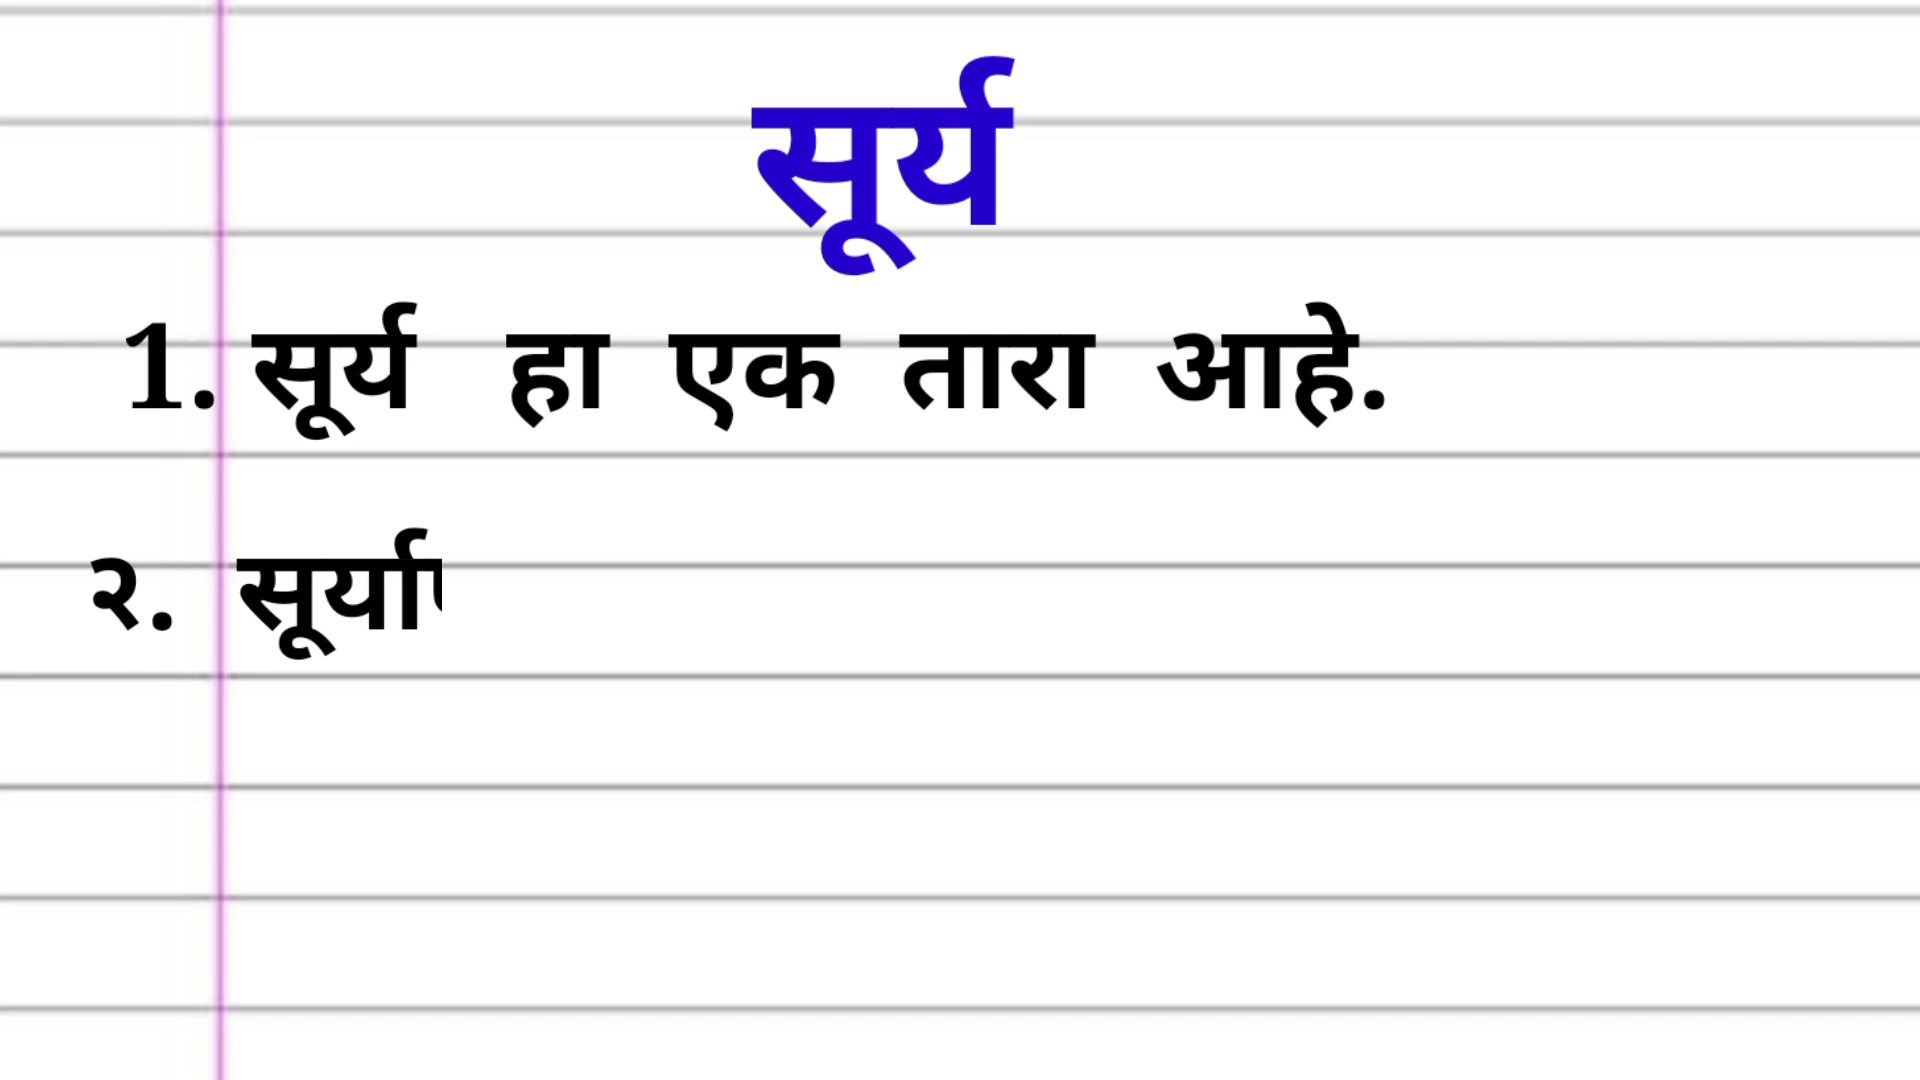 सूर्य
1. सूर्य हा एक तारा आहे.
२.